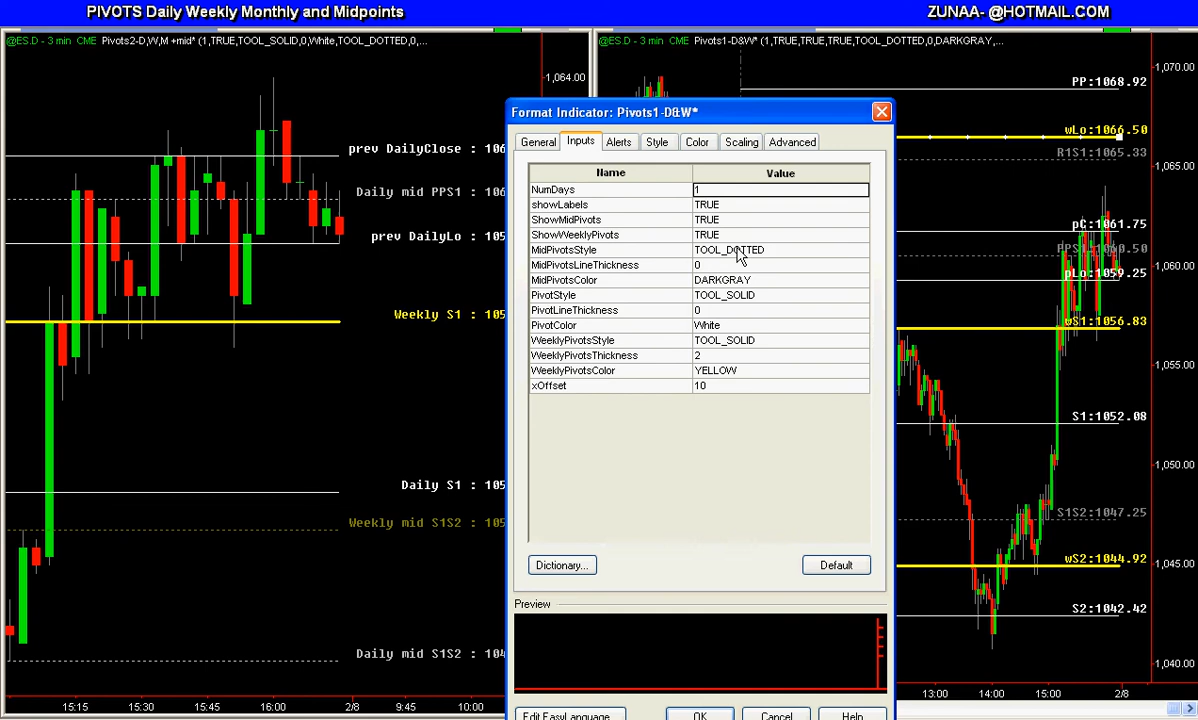 PIVOTS Daily Weekly Monthly and Midpoints
ZUNAA- @HOTMAIL.COM
@ES.D - 3 min CME Pivots2-D,W,M +mid* (1,TRUE,TOOL_SOLID,0,White,TOOL_DOTTED,0,...
@ES.D - 3 min CME Pivots1-D&W* (1,TRUE,TRUE,TRUE,TOOL_DOTTED,0,DARKGRAY,...
1,064.00
prev DailyClose : 106
Daily mid PPS1 : 106
prev DailyLo : 105
Weekly S1 : 105
Daily S1 : 105
Weekly mid S1S2 : 105
Daily mid S1S2 : 104
15:15 15:30 15:45 16:00 2/8 9:45 10:00
Format Indicator: Pivots1-D&W*
General Inputs Alerts Style Color Scaling Advanced
Name Value
NumDays 1
showLabels TRUE
ShowMidPivots TRUE
ShowWeeklyPivots TRUE
MidPivotsStyle TOOL_DOTTED
MidPivotsLineThickness 0
MidPivotsColor DARKGRAY
PivotStyle TOOL_SOLID
PivotLineThickness 0
PivotColor White
WeeklyPivotsStyle TOOL_SOLID
WeeklyPivotsThickness 2
WeeklyPivotsColor YELLOW
xOffset 10
Dictionary... Default
Preview
Edit EasyLanguage OK Cancel Help
PP:1068.92
wLo:1066.50
R1S1:1065.33
pC:1061.75
PPS1:1060.50
pLo:1059.25
wS1:1056.83
S1:1052.08
S1S2:1047.25
wS2:1044.92
S2:1042.42
1,070.00
1,065.00
1,060.00
1,055.00
1,050.00
1,045.00
1,040.00
13:00 14:00 15:00 2/8